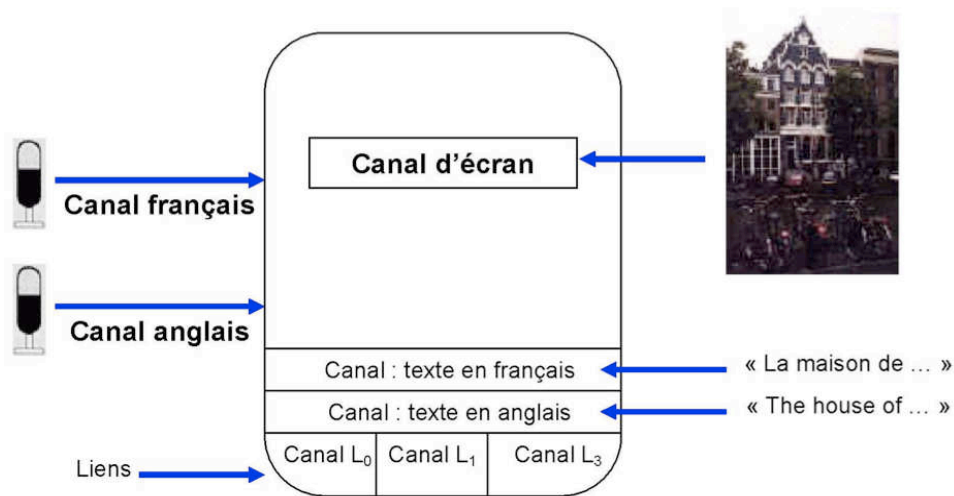 Canal d'écran
Canal français
Canal anglais
Canal : texte en français
« La maison de ... »
Canal : texte en anglais
« The house of ... »
Liens
Canal L₀
Canal L₁
Canal L₃